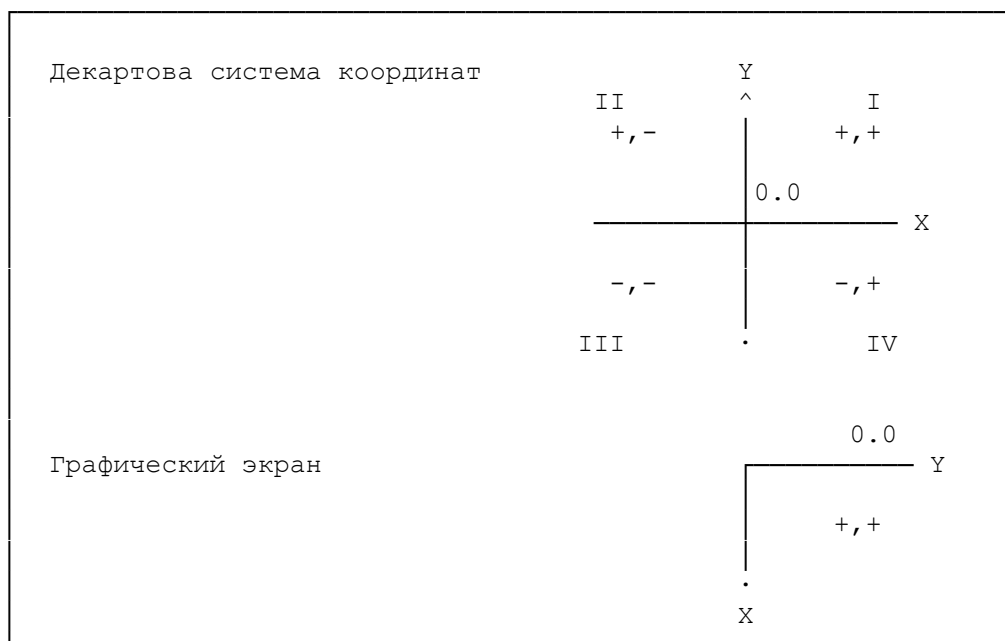 Декартова система координат Y
II ^ I
+,- +,+
0.0
X
-,- -,+
III . IV
0.0
Графический экран Y
+,+
.
X